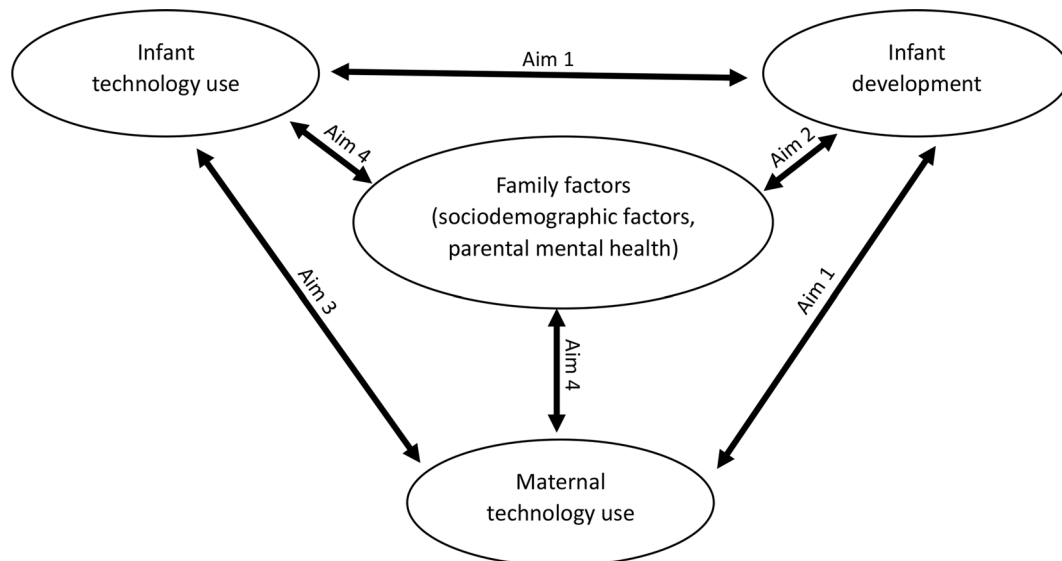 Infant
technology use
Aim 1
Infant
development
Aim 4
Aim 2
Family factors
(sociodemographic factors,
parental mental health)
Aim 3
Aim 4
Aim 1
Maternal
technology use